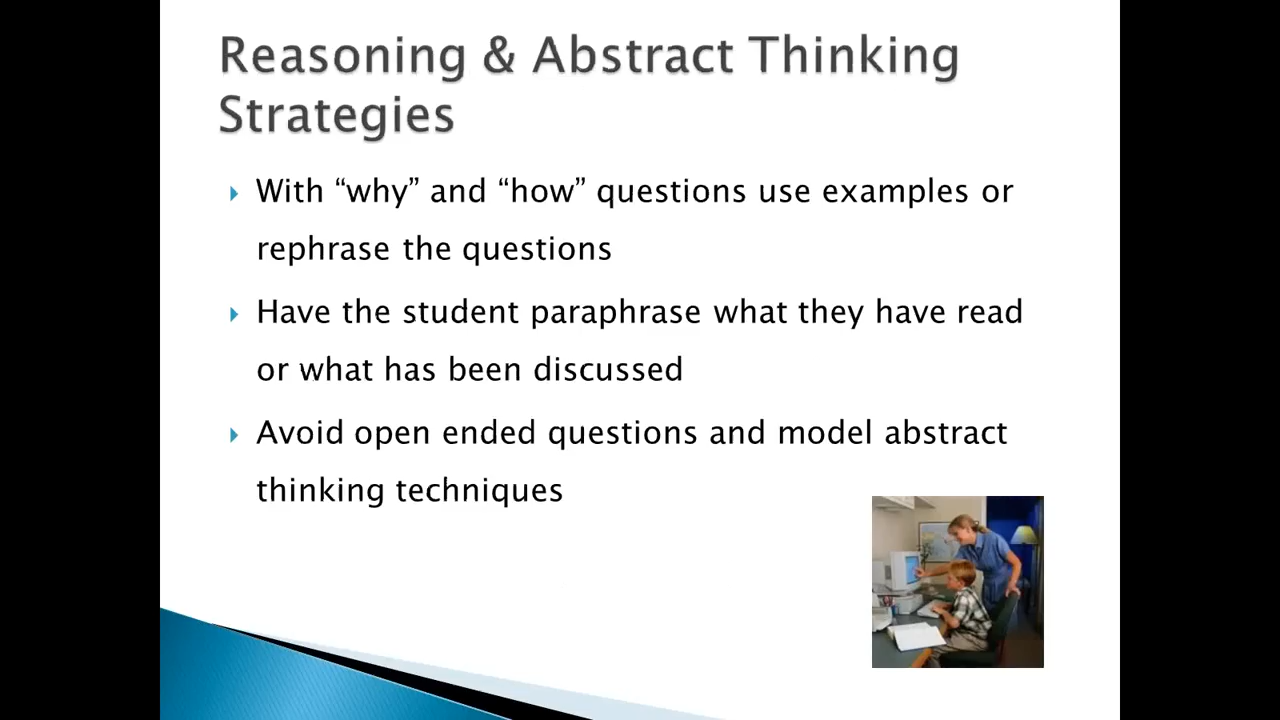 Reasoning & Abstract Thinking
Strategies
With “why” and “how” questions use examples or
rephrase the questions
Have the student paraphrase what they have read
or what has been discussed
Avoid open ended questions and model abstract
thinking techniques